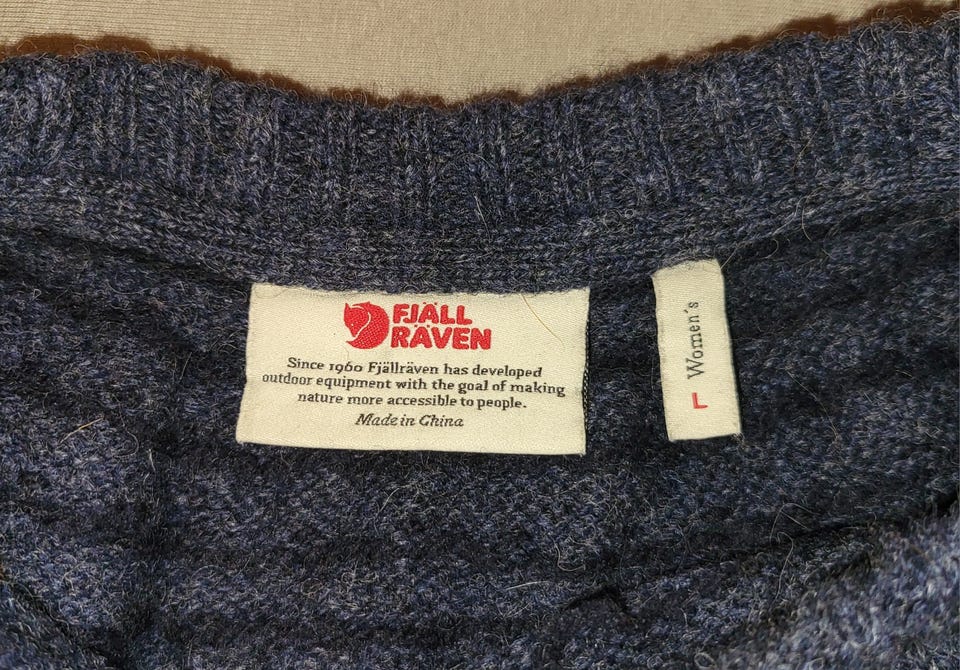 FJÄLL
RÄVEN
Since 1960 Fjällräven has developed
outdoor equipment with the goal of making
nature more accessible to people.
Made in China
Women's
L